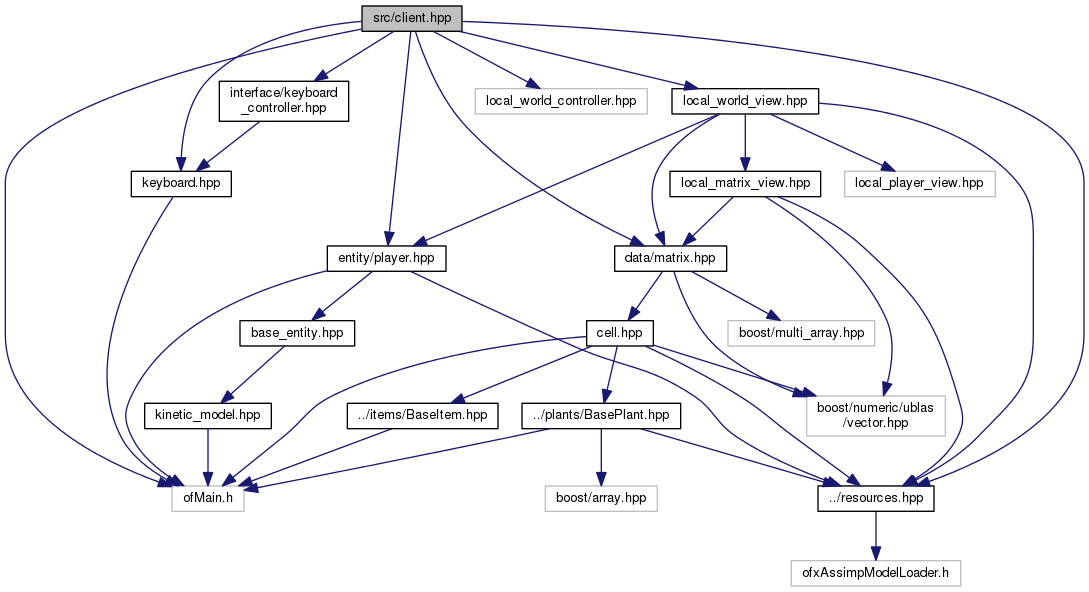 src/client.hpp
interface/keyboard
_controller.hpp
local_world_controller.hpp
local_world_view.hpp
keyboard.hpp
local_matrix_view.hpp
local_player_view.hpp
entity/player.hpp
data/matrix.hpp
base_entity.hpp
cell.hpp
boost/multi_array.hpp
kinetic_model.hpp
../items/BaseItem.hpp
../plants/BasePlant.hpp
boost/numeric/ublas
/vector.hpp
ofMain.h
boost/array.hpp
../resources.hpp
ofxAssimpModelLoader.h